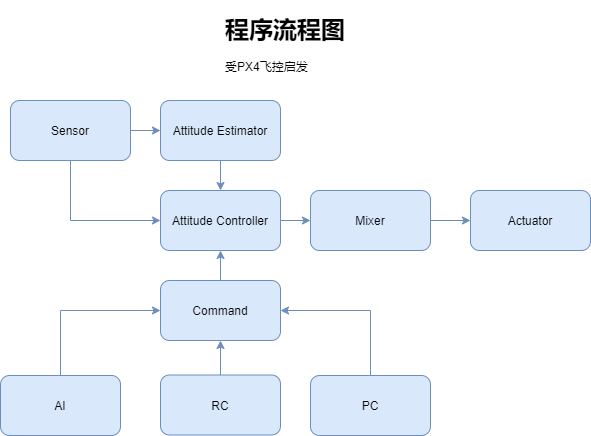 程序流程图
受PX4飞控启发
Sensor
Attitude Estimator
Attitude Controller
Mixer
Actuator
Command
AI
RC
PC